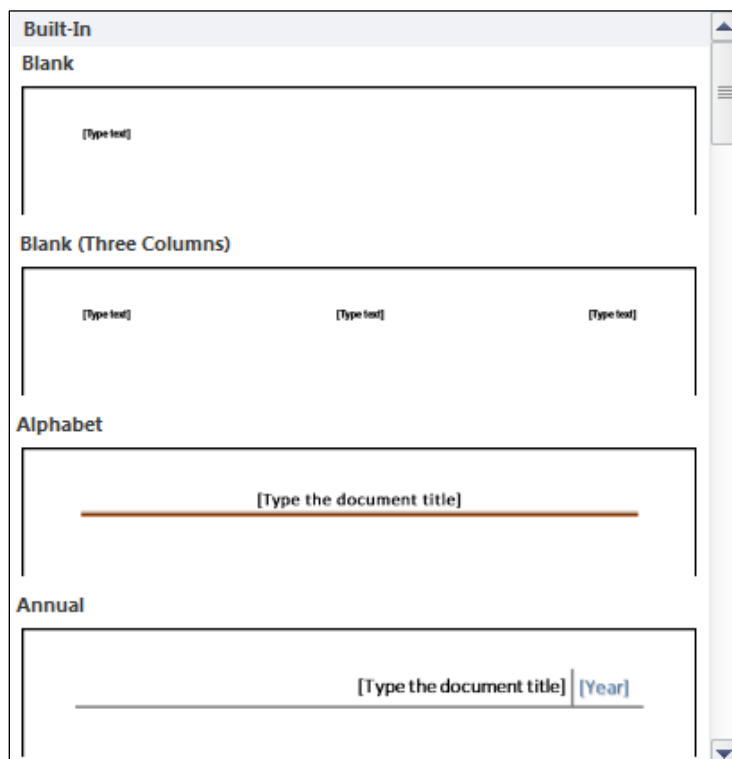 Built-In
Blank
[Type text]
Blank (Three Columns)
[Type text] [Type text] [Type text]
Alphabet
[Type the document title]
Annual
[Type the document title] [Year]